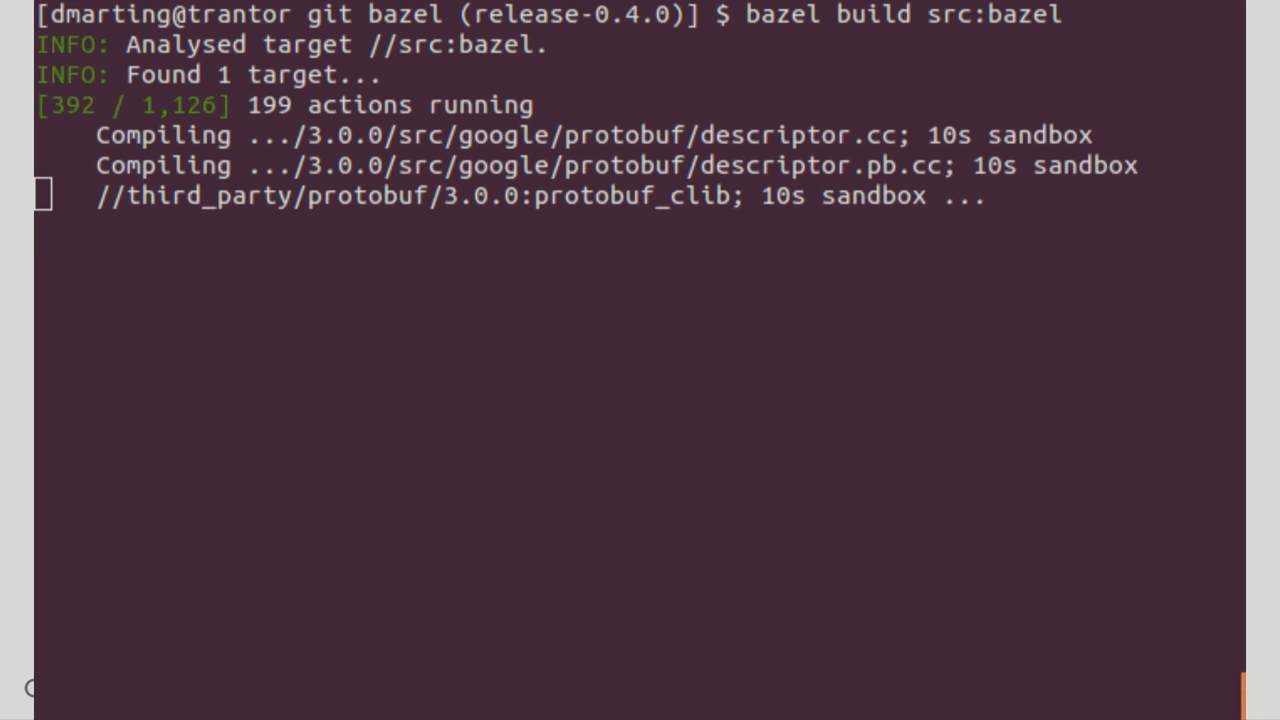 [dmarting@trantor git bazel (release-0.4.0)] $ bazel build src:bazel
INFO: Analysed target //src:bazel.
INFO: Found 1 target...
[392 / 1,126] 199 actions running
    Compiling .../3.0.0/src/google/protobuf/descriptor.cc; 10s sandbox
    Compiling .../3.0.0/src/google/protobuf/descriptor.pb.cc; 10s sandbox
    //third_party/protobuf/3.0.0:protobuf_clib; 10s sandbox ...